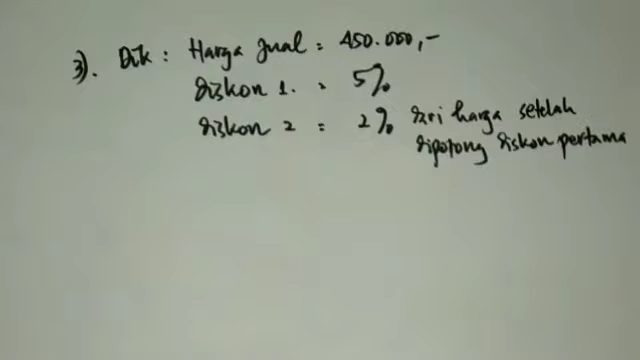 3). Dik : Harga Jual = 450.000,-
diskon 1. = 5%
diskon 2 = 2% dari harga setelah
dipotong diskon pertama